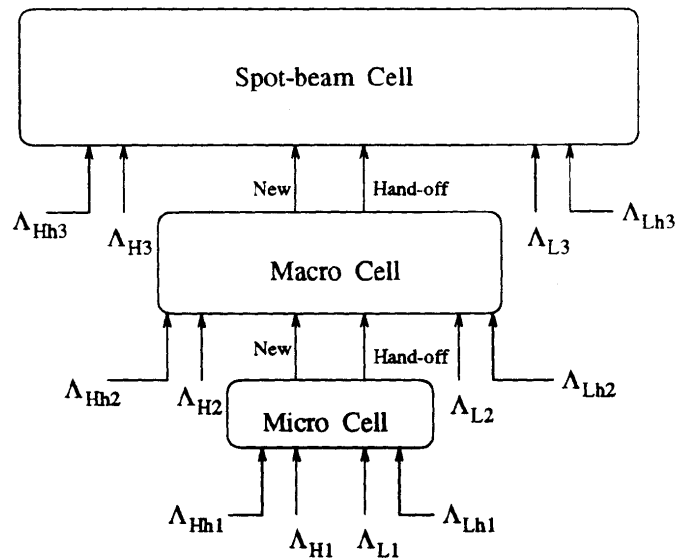 Spot-beam Cell
New
Hand-off
Λ_Hh3
Λ_H3
Λ_L3
Λ_Lh3
Macro Cell
New
Hand-off
Λ_Hh2
Λ_H2
Λ_L2
Λ_Lh2
Micro Cell
Λ_Hh1
Λ_H1
Λ_L1
Λ_Lh1